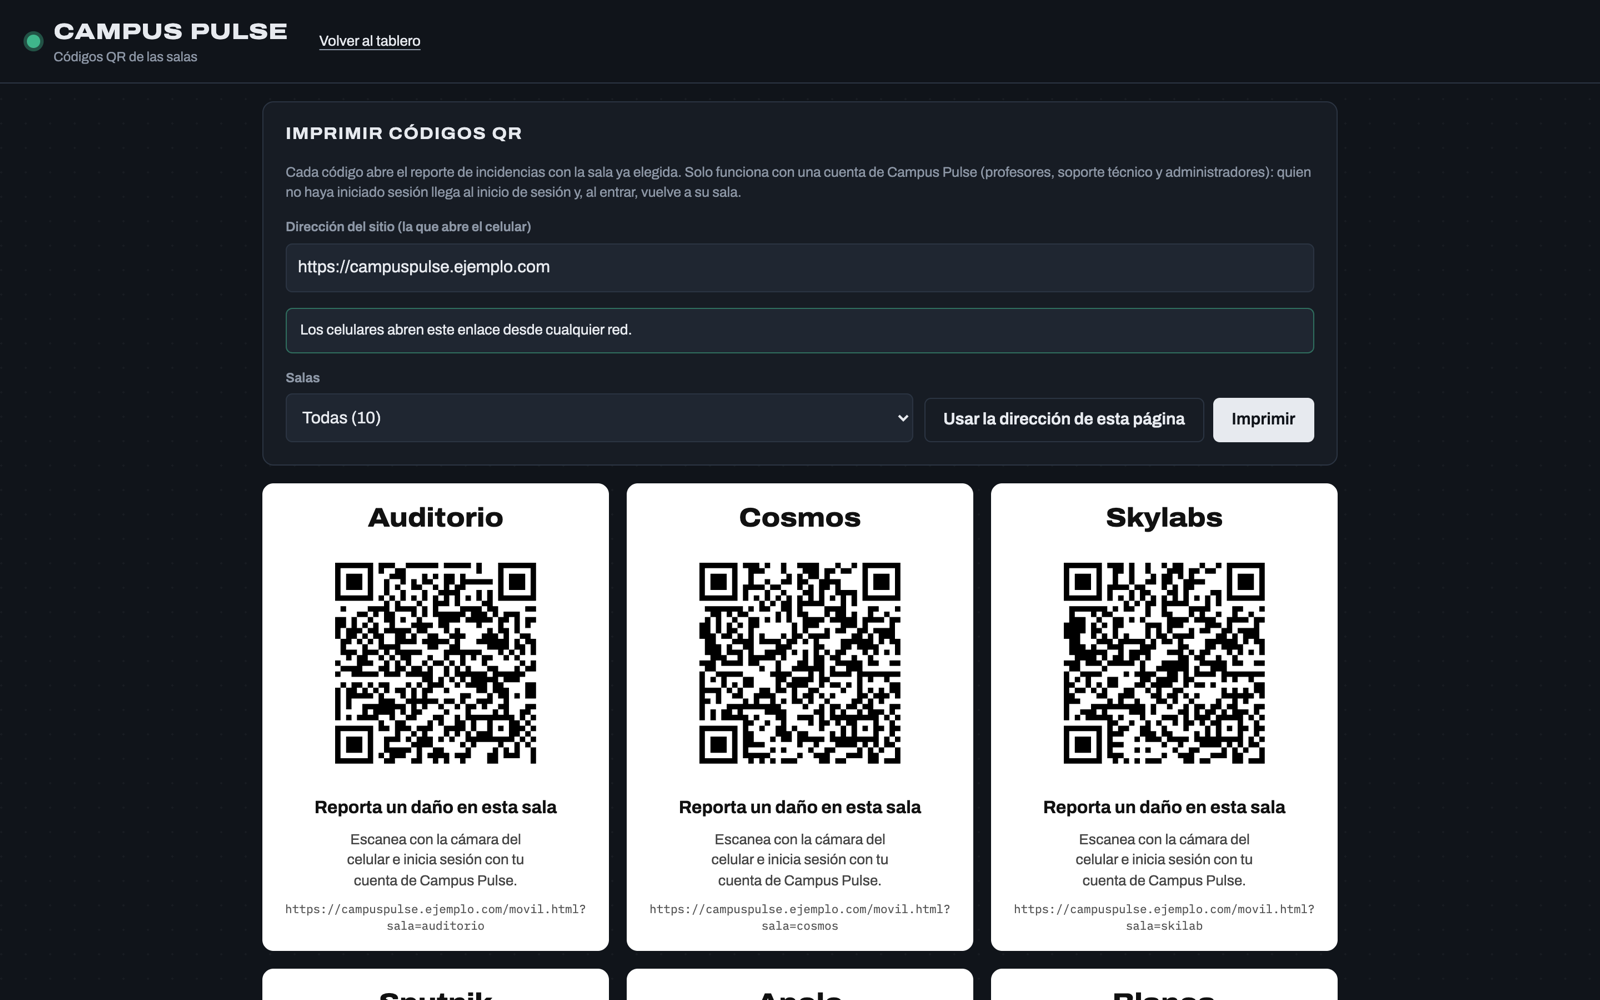 CAMPUS PULSE
Códigos QR de las salas
Volver al tablero
IMPRIMIR CÓDIGOS QR
Cada código abre el reporte de incidencias con la sala ya elegida. Solo funciona con una cuenta de Campus Pulse (profesores, soporte técnico y administradores): quien
no haya iniciado sesión llega al inicio de sesión y, al entrar, vuelve a su sala.
Dirección del sitio (la que abre el celular)
https://campuspulse.ejemplo.com
Los celulares abren este enlace desde cualquier red.
Salas
Todas (10)
Usar la dirección de esta página
Imprimir
Auditorio
Reporta un daño en esta sala
Escanea con la cámara del
celular e inicia sesión con tu
cuenta de Campus Pulse.
https://campuspulse.ejemplo.com/movil.html?
sala=auditorio
Cosmos
Reporta un daño en esta sala
Escanea con la cámara del
celular e inicia sesión con tu
cuenta de Campus Pulse.
https://campuspulse.ejemplo.com/movil.html?
sala=cosmos
Skylabs
Reporta un daño en esta sala
Escanea con la cámara del
celular e inicia sesión con tu
cuenta de Campus Pulse.
https://campuspulse.ejemplo.com/movil.html?
sala=skilab
Sputnik
Apolo